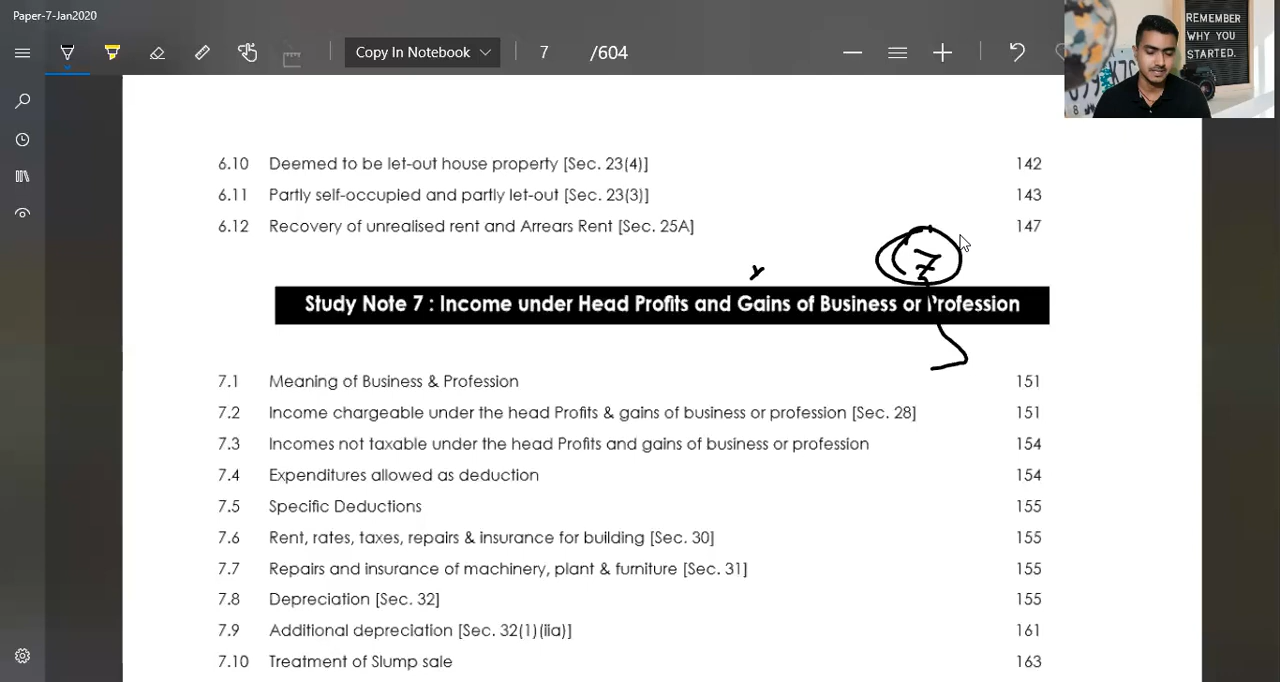 Paper-7-Jan2020
REMEMBER
WHY YOU
STARTED.
Copy In Notebook
7 /604
6.10 Deemed to be let-out house property [Sec. 23(4)] 142
6.11 Partly self-occupied and partly let-out [Sec. 23(3)] 143
6.12 Recovery of unrealised rent and Arrears Rent [Sec. 25A] 147
7
Study Note 7 : Income under Head Profits and Gains of Business or Profession
7.1 Meaning of Business & Profession 151
7.2 Income chargeable under the head Profits & gains of business or profession [Sec. 28] 151
7.3 Incomes not taxable under the head Profits and gains of business or profession 154
7.4 Expenditures allowed as deduction 154
7.5 Specific Deductions 155
7.6 Rent, rates, taxes, repairs & insurance for building [Sec. 30] 155
7.7 Repairs and insurance of machinery, plant & furniture [Sec. 31] 155
7.8 Depreciation [Sec. 32] 155
7.9 Additional depreciation [Sec. 32(1)(iia)] 161
7.10 Treatment of Slump sale 163